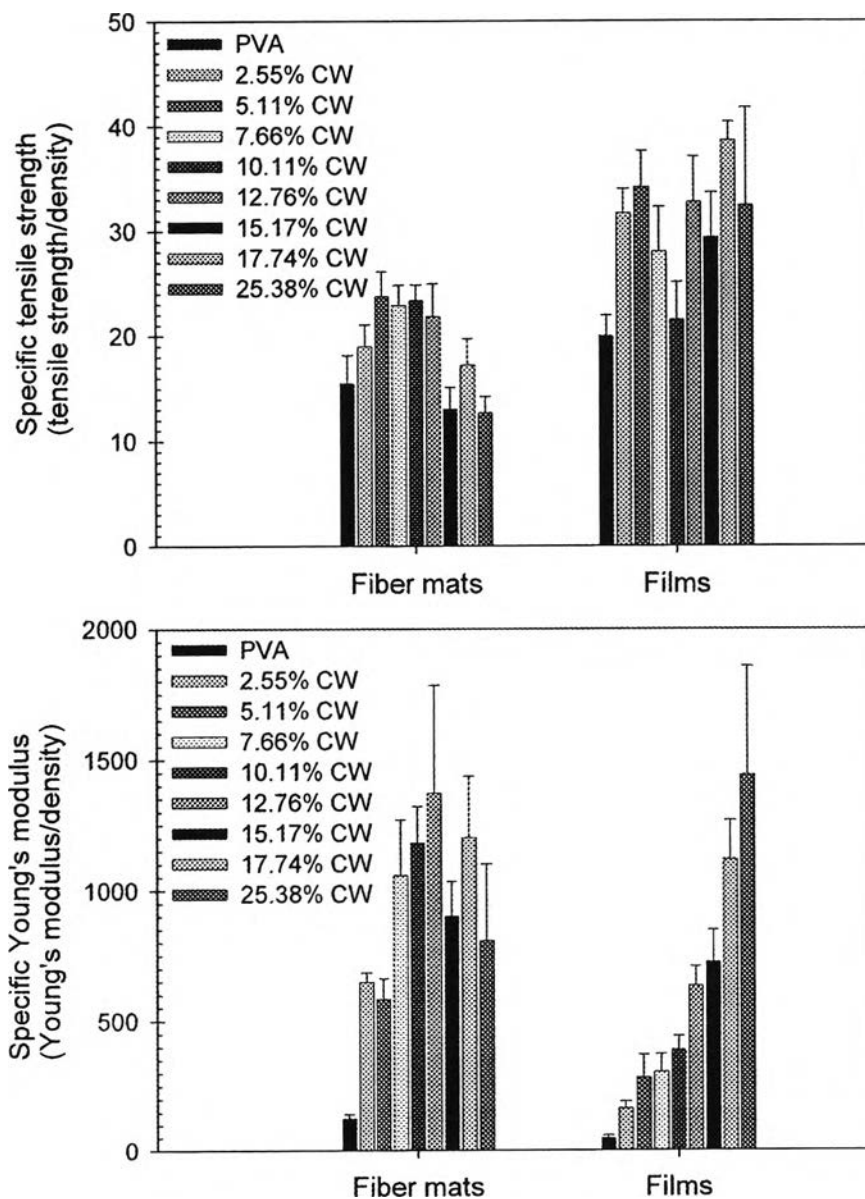 50
40
30
20
10
0
Specific tensile strength
(tensile strength/density)
PVA
2.55% CW
5.11% CW
7.66% CW
10.11% CW
12.76% CW
15.17% CW
17.74% CW
25.38% CW
Fiber mats
Films
2000
1500
1000
500
0
Specific Young's modulus
(Young's modulus/density)
PVA
2.55% CW
5.11% CW
7.66% CW
10.11% CW
12.76% CW
15.17% CW
17.74% CW
25.38% CW
Fiber mats
Films